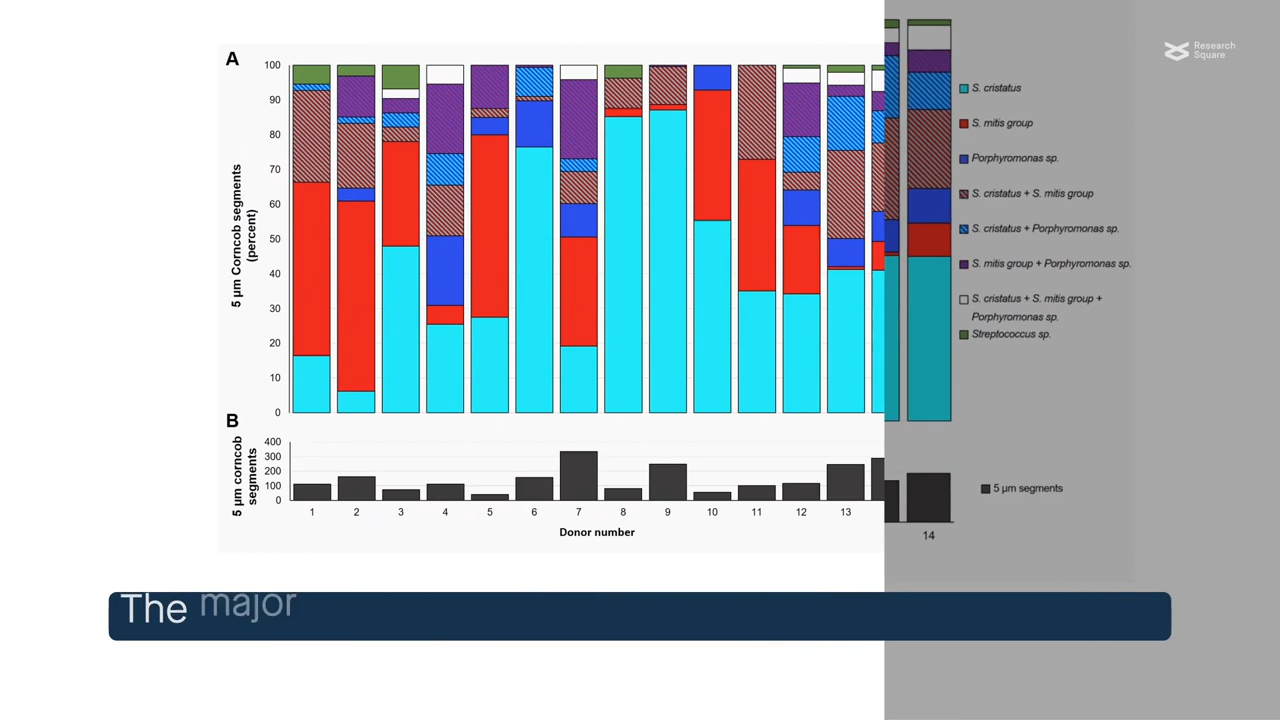 Research
Square
A
100
90
80
70
60
50
40
30
20
10
0
5 µm Corncob segments
(percent)
S. cristatus
S. mitis group
Porphyromonas sp.
S. cristatus + S. mitis group
S. cristatus + Porphyromonas sp.
S. mitis group + Porphyromonas sp.
S. cristatus + S. mitis group +
Porphyromonas sp.
Streptococcus sp.
B
400
300
200
100
0
5 µm corncob
segments
5 µm segments
1 2 3 4 5 6 7 8 9 10 11 12 13 14
Donor number
The major